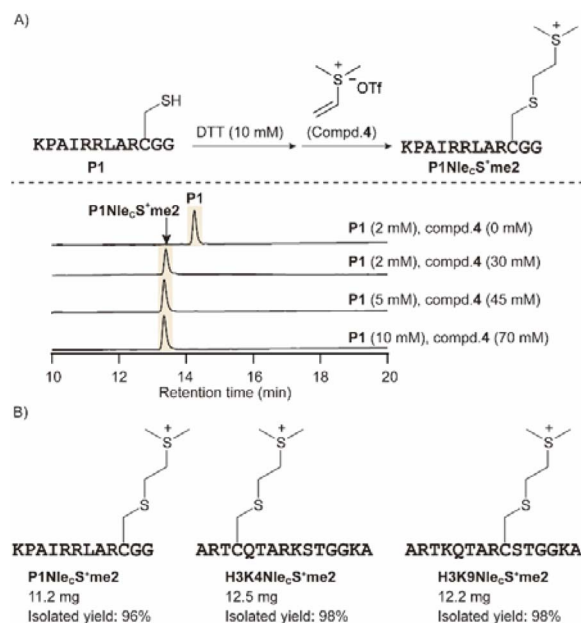 A)
S
+
−
OTf
S
+
SH
DTT (10 mM)
(Compd.4)
S
KPAIRRLARCGG
KPAIRRLARCGG
P1
P1NlecS+me2
P1
P1NlecS+me2
P1 (2 mM), compd.4 (0 mM)
P1 (2 mM), compd.4 (30 mM)
P1 (5 mM), compd.4 (45 mM)
P1 (10 mM), compd.4 (70 mM)
10 12 14 16 18 20
Retention time (min)
B)
+ + +
S S S
S S S
KPAIRRLARCGG ARTCQTARKSTGGKA ARTKQTARCSTGGKA
P1NlecS+me2 H3K4NlecS+me2 H3K9NlecS+me2
11.2 mg 12.5 mg 12.2 mg
Isolated yield: 96% Isolated yield: 98% Isolated yield: 98%